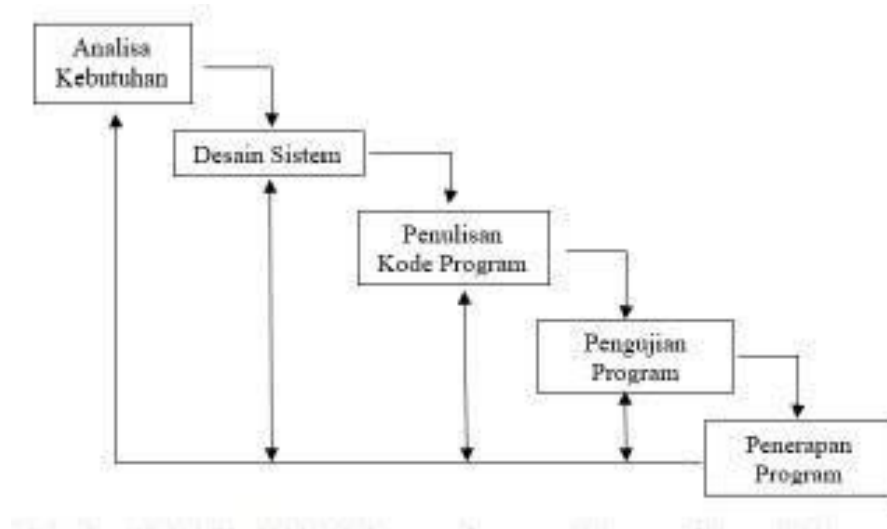 Analisa
Kebutuhan
Desain Sistem
Penulisan
Kode Program
Pengujian
Program
Penerapan
Program